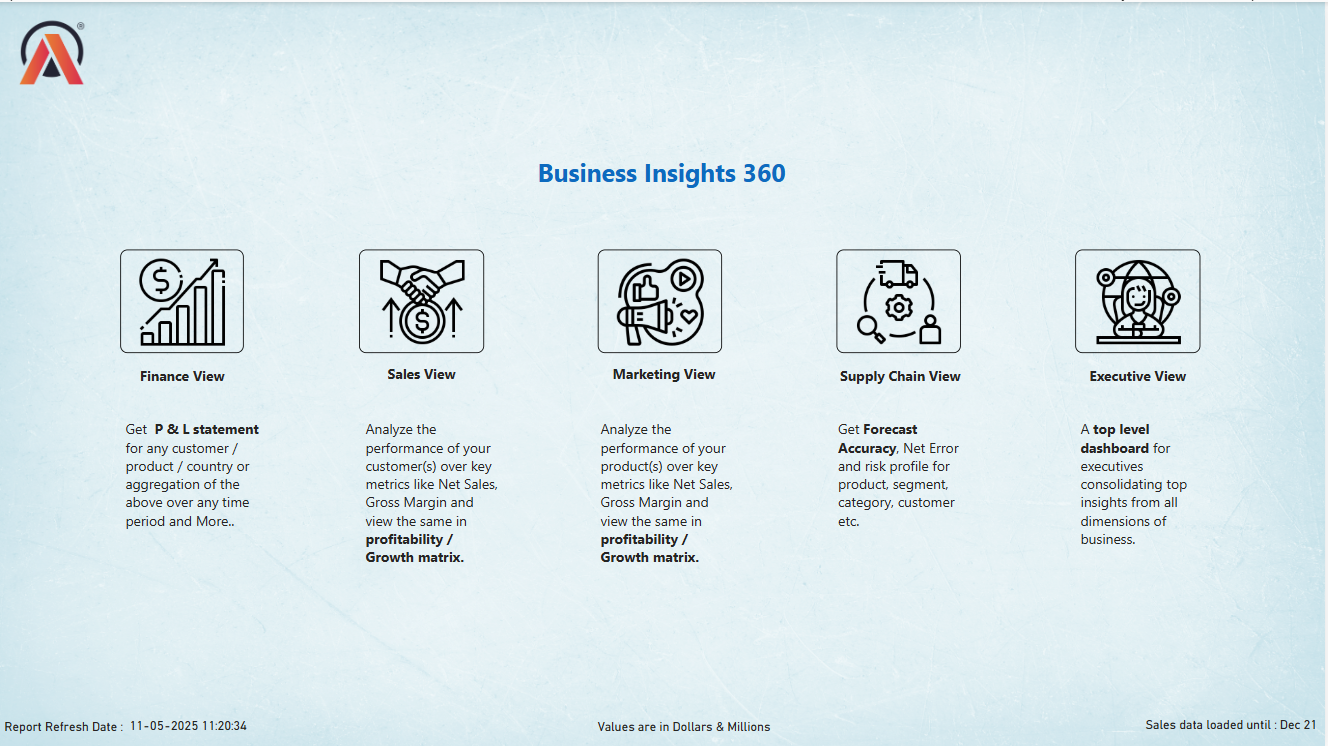 ®
Business Insights 360
Finance View
Sales View
Marketing View
Supply Chain View
Executive View
Get P & L statement
for any customer /
product / country or
aggregation of the
above over any time
period and More..
Analyze the
performance of your
customer(s) over key
metrics like Net Sales,
Gross Margin and
view the same in
profitability /
Growth matrix.
Analyze the
performance of your
product(s) over key
metrics like Net Sales,
Gross Margin and
view the same in
profitability /
Growth matrix.
Get Forecast
Accuracy, Net Error
and risk profile for
product, segment,
category, customer
etc.
A top level
dashboard for
executives
consolidating top
insights from all
dimensions of
business.
Report Refresh Date : 11-05-2025 11:20:34
Values are in Dollars & Millions
Sales data loaded until : Dec 21